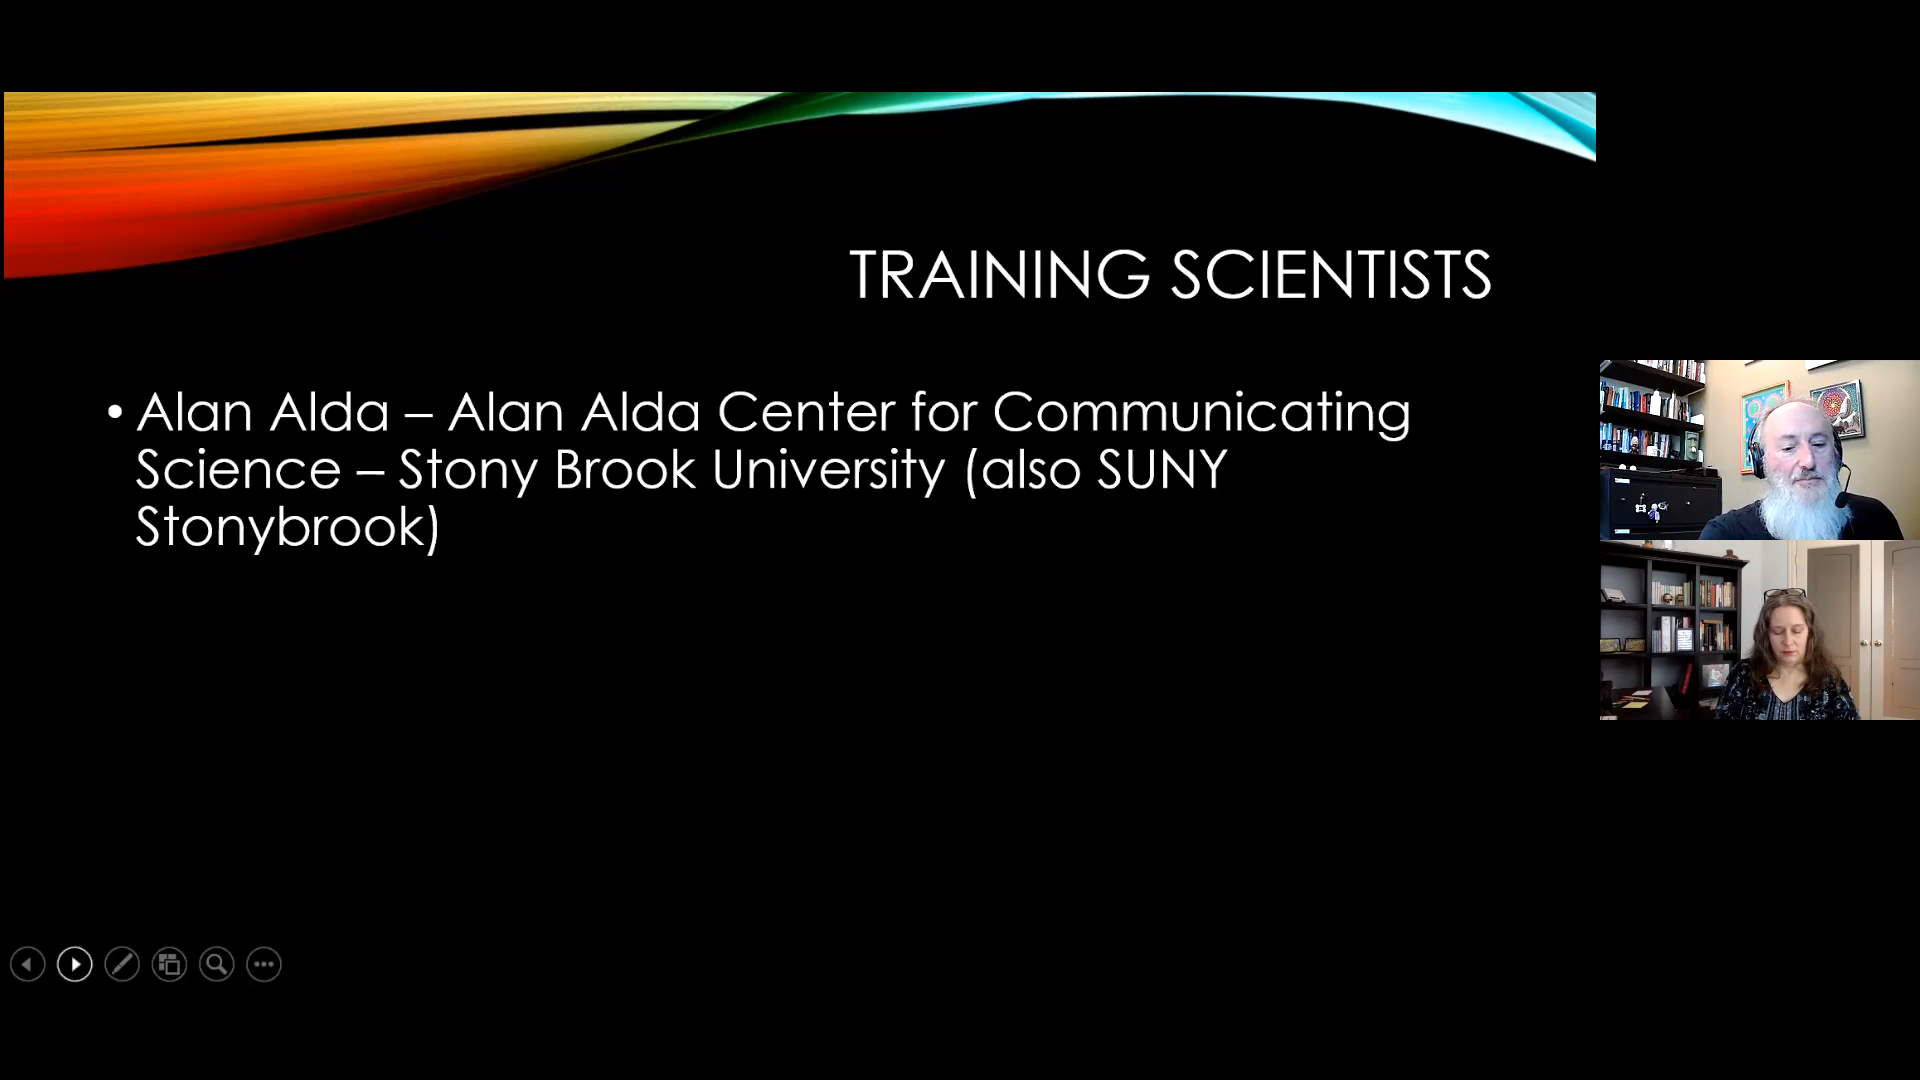 TRAINING SCIENTISTS
• Alan Alda – Alan Alda Center for Communicating
Science – Stony Brook University (also SUNY
Stonybrook)